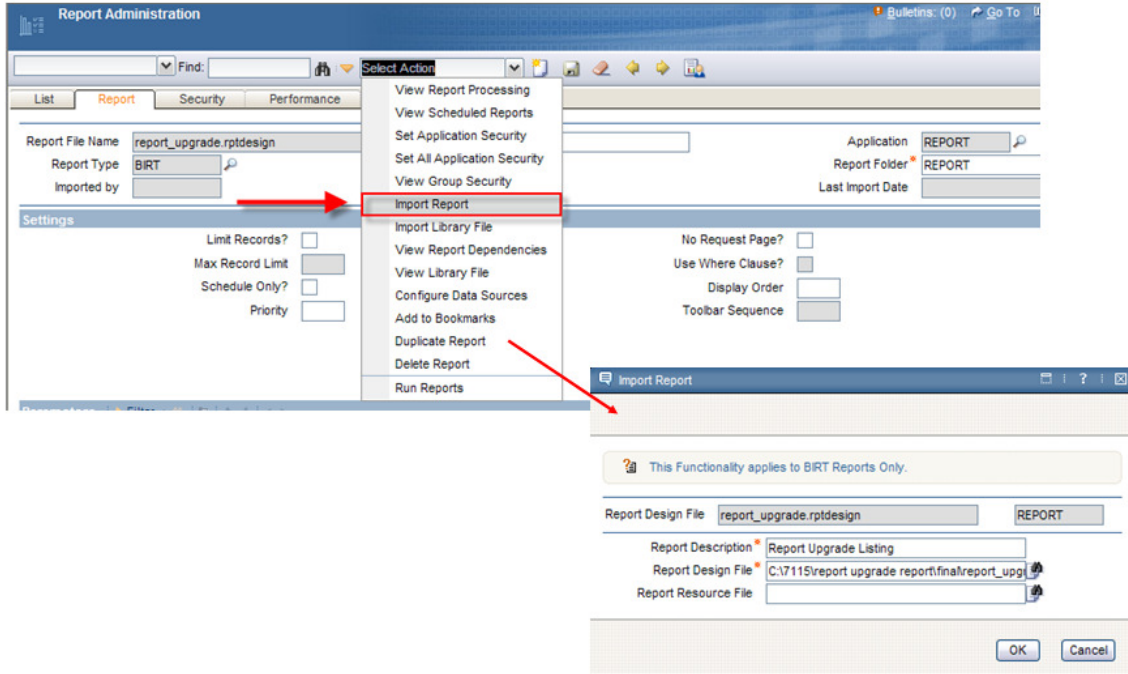 Report Administration
Bulletins: (0) Go To
Find: Select Action
List Report Security Performance
View Report Processing
View Scheduled Reports
Set Application Security
Set All Application Security
View Group Security
Import Report
Import Library File
View Report Dependencies
View Library File
Configure Data Sources
Add to Bookmarks
Duplicate Report
Delete Report
Run Reports
Report File Name report_upgrade.rptdesign
Report Type BIRT
Imported by
Application REPORT
Report Folder* REPORT
Last Import Date
Settings
Limit Records?
Max Record Limit
Schedule Only?
Priority
No Request Page?
Use Where Clause?
Display Order
Toolbar Sequence
Import Report ?
This Functionality applies to BIRT Reports Only.
Report Design File report_upgrade.rptdesign REPORT
Report Description* Report Upgrade Listing
Report Design File* C:\7115\report upgrade report\final\report_upg
Report Resource File
OK Cancel